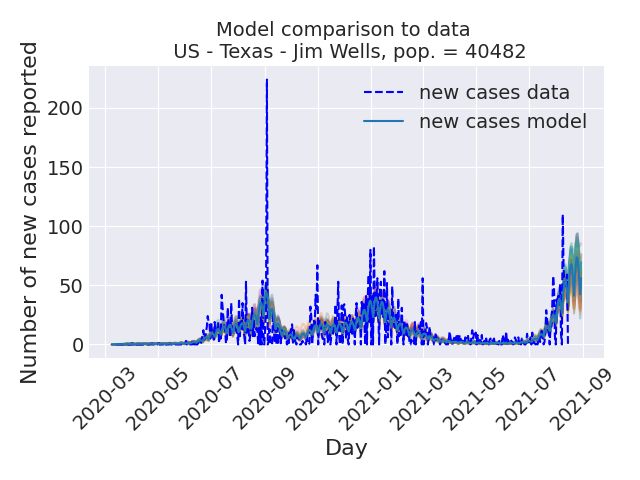 Model comparison to data
US - Texas - Jim Wells, pop. = 40482
Number of new cases reported
200
150
100
50
0
new cases data
new cases model
2020-03
2020-05
2020-07
2020-09
2020-11
2021-01
2021-03
2021-05
2021-07
2021-09
Day